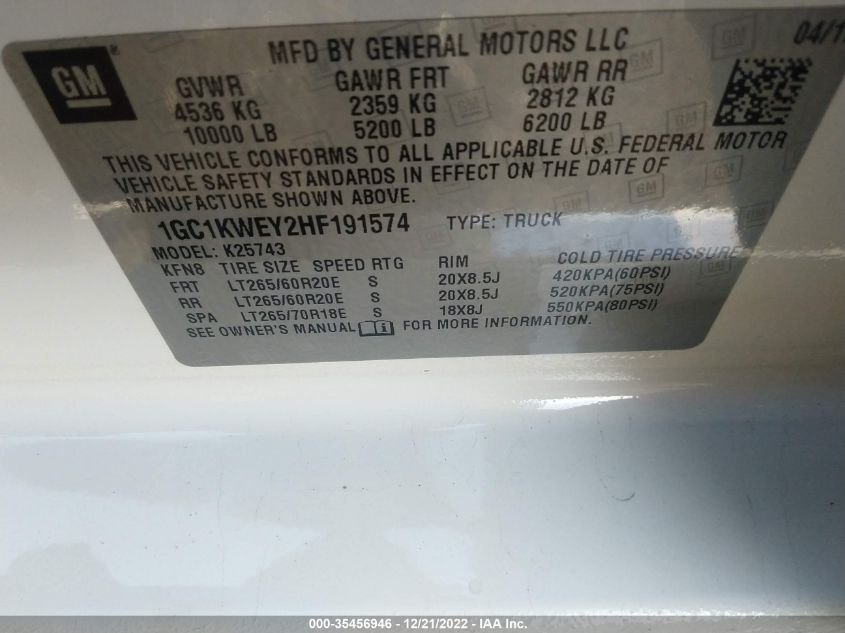 GM®
MFG BY GENERAL MOTORS LLC
GVWR GAWR FRT GAWR RR
4536 KG 2359 KG 2812 KG
10000 LB 5200 LB 6200 LB
THIS VEHICLE CONFORMS TO ALL APPLICABLE U.S. FEDERAL MOTOR
VEHICLE SAFETY STANDARDS IN EFFECT ON THE DATE OF
MANUFACTURE SHOWN ABOVE.
1GC1KWEY2HF191574 TYPE: TRUCK
MODEL: K25743
KFN8 TIRE SIZE SPEED RTG RIM COLD TIRE PRESSURE
FRT LT265/60R20E S 20X8.5J 420KPA(60PSI)
RR LT265/60R20E S 20X8.5J 520KPA(75PSI)
SPA LT265/70R18E S 18X8J 550KPA(80PSI)
SEE OWNER'S MANUAL FOR MORE INFORMATION.
000-35456946 - 12/21/2022 - IAA Inc.